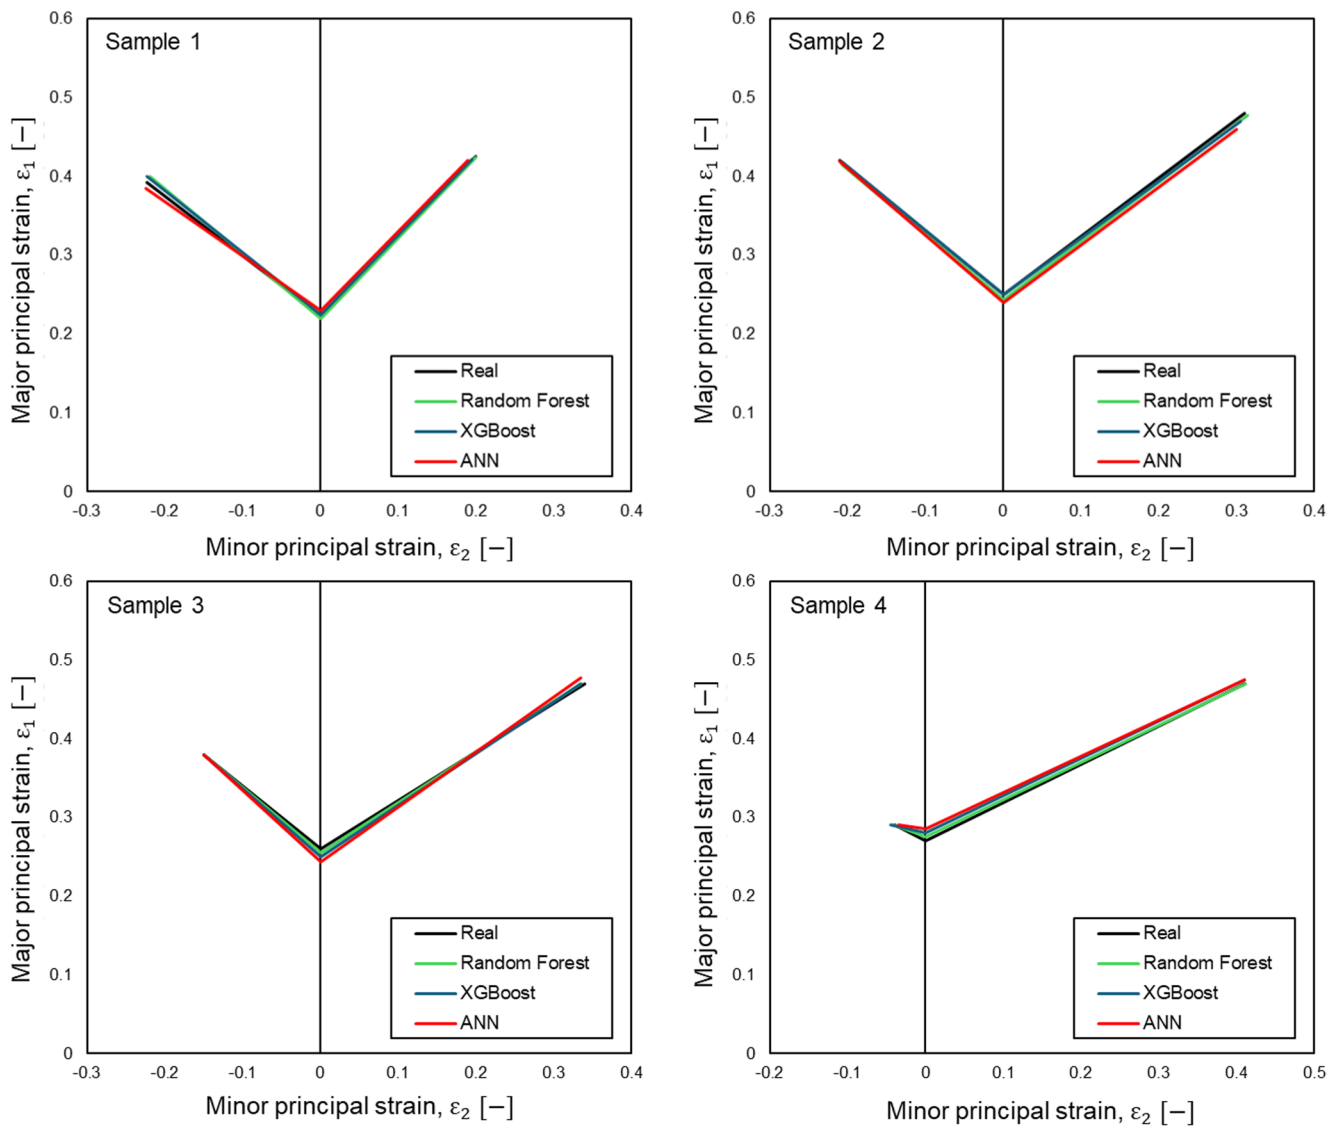 Sample 1
Major principal strain, ε₁ [−]
0.6
0.5
0.4
0.3
0.2
0.1
0
-0.3 -0.2 -0.1 0 0.1 0.2 0.3 0.4
Minor principal strain, ε₂ [−]
Real
Random Forest
XGBoost
ANN
Sample 2
Major principal strain, ε₁ [−]
0.6
0.5
0.4
0.3
0.2
0.1
0
-0.3 -0.2 -0.1 0 0.1 0.2 0.3 0.4
Minor principal strain, ε₂ [−]
Real
Random Forest
XGBoost
ANN
Sample 3
Major principal strain, ε₁ [−]
0.6
0.5
0.4
0.3
0.2
0.1
0
-0.3 -0.2 -0.1 0 0.1 0.2 0.3 0.4
Minor principal strain, ε₂ [−]
Real
Random Forest
XGBoost
ANN
Sample 4
Major principal strain, ε₁ [−]
0.6
0.5
0.4
0.3
0.2
0.1
0
-0.2 -0.1 0 0.1 0.2 0.3 0.4 0.5
Minor principal strain, ε₂ [−]
Real
Random Forest
XGBoost
ANN